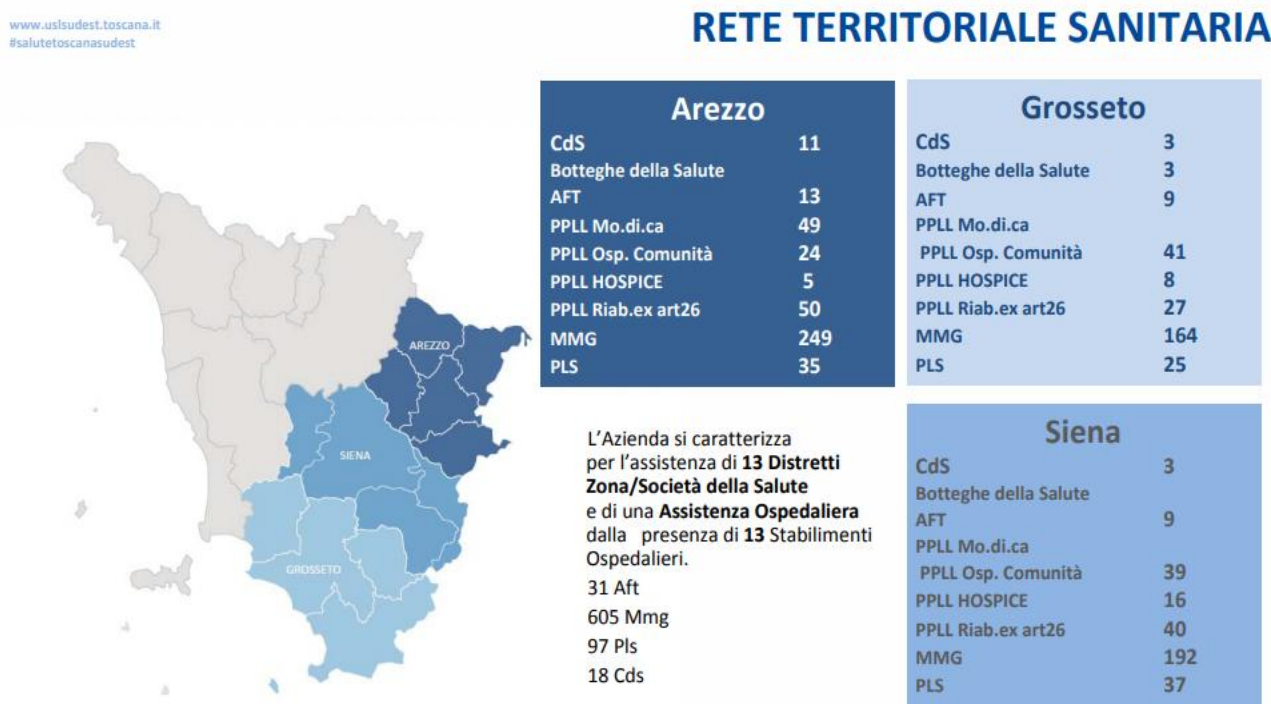 www.uslsudest.toscana.it
#salutetoscanasudest
RETE TERRITORIALE SANITARIA
AREZZO
SIENA
GROSSETO
Arezzo
CdS 11
Botteghe della Salute
AFT 13
PPLL Mo.di.ca 49
PPLL Osp. Comunità 24
PPLL HOSPICE 5
PPLL Riab.ex art26 50
MMG 249
PLS 35
Grosseto
CdS 3
Botteghe della Salute 3
AFT 9
PPLL Mo.di.ca
PPLL Osp. Comunità 41
PPLL HOSPICE 8
PPLL Riab.ex art26 27
MMG 164
PLS 25
L’Azienda si caratterizza
per l’assistenza di 13 Distretti
Zona/Società della Salute
e di una Assistenza Ospedaliera
dalla presenza di 13 Stabilimenti
Ospedalieri.
31 Aft
605 Mmg
97 Pls
18 Cds
Siena
CdS 3
Botteghe della Salute
AFT 9
PPLL Mo.di.ca
PPLL Osp. Comunità 39
PPLL HOSPICE 16
PPLL Riab.ex art26 40
MMG 192
PLS 37